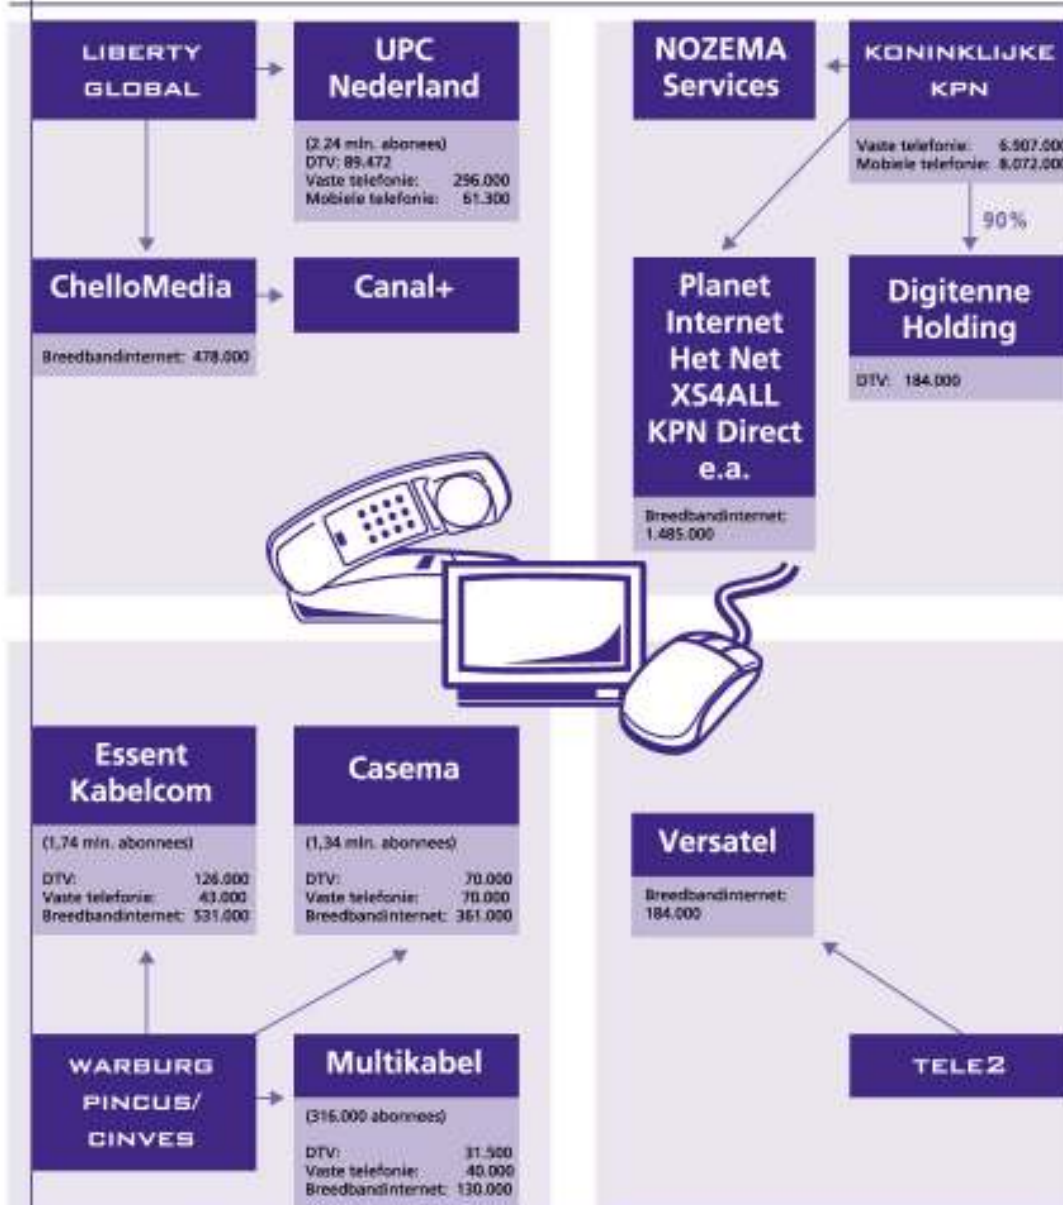 LIBERTY
GLOBAL
UPC
Nederland
(2.24 mln. abonees)
DTV: 89.472
Vaste telefonie: 296.000
Mobiele telefonie: 61.300
ChelloMedia
Breedbandinternet: 478.000
Canal+
NOZEMA
Services
KONINKLIJKE
KPN
Vaste telefonie: 6.907.000
Mobiele telefonie: 8.072.000
90%
Planet
Internet
Het Net
XS4ALL
KPN Direct
e.a.
Breedbandinternet:
1.485.000
Digitenne
Holding
DTV: 184.000
Essent
Kabelcom
(1,74 mln. abonnees)
DTV: 126.000
Vaste telefonie: 43.000
Breedbandinternet: 531.000
Casema
(1,34 mln. abonnees)
DTV: 70.000
Vaste telefonie: 70.000
Breedbandinternet: 361.000
WARBURG
PINCUS/
CINVES
Multikabel
(316.000 abonnees)
DTV: 31.500
Vaste telefonie: 40.000
Breedbandinternet: 130.000
Versatel
Breedbandinternet:
184.000
TELE2